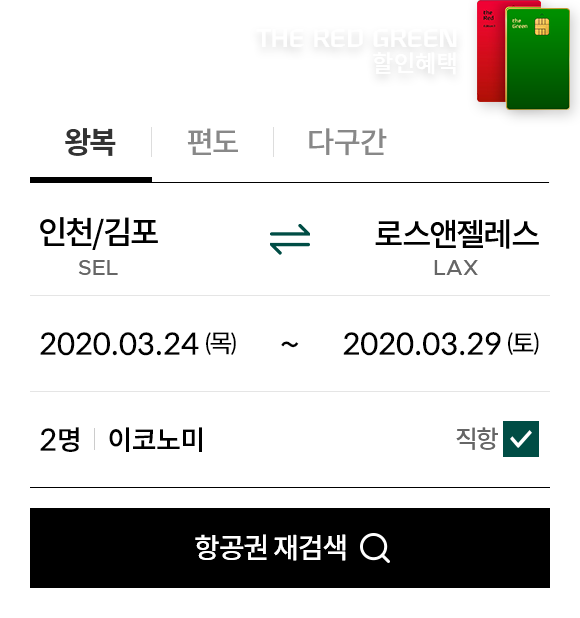 THE RED GREEN
할인혜택
the Red
the Green
왕복 편도 다구간
인천/김포 로스앤젤레스
SEL LAX
2020.03.24 (목) ~ 2020.03.29 (토)
2명 이코노미 직항
항공권 재검색